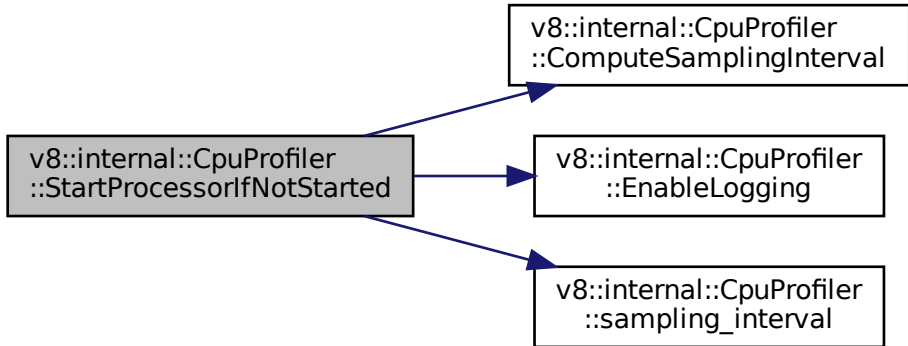 v8::internal::CpuProfiler
::ComputeSamplingInterval
v8::internal::CpuProfiler
::StartProcessorIfNotStarted
v8::internal::CpuProfiler
::EnableLogging
v8::internal::CpuProfiler
::sampling_interval